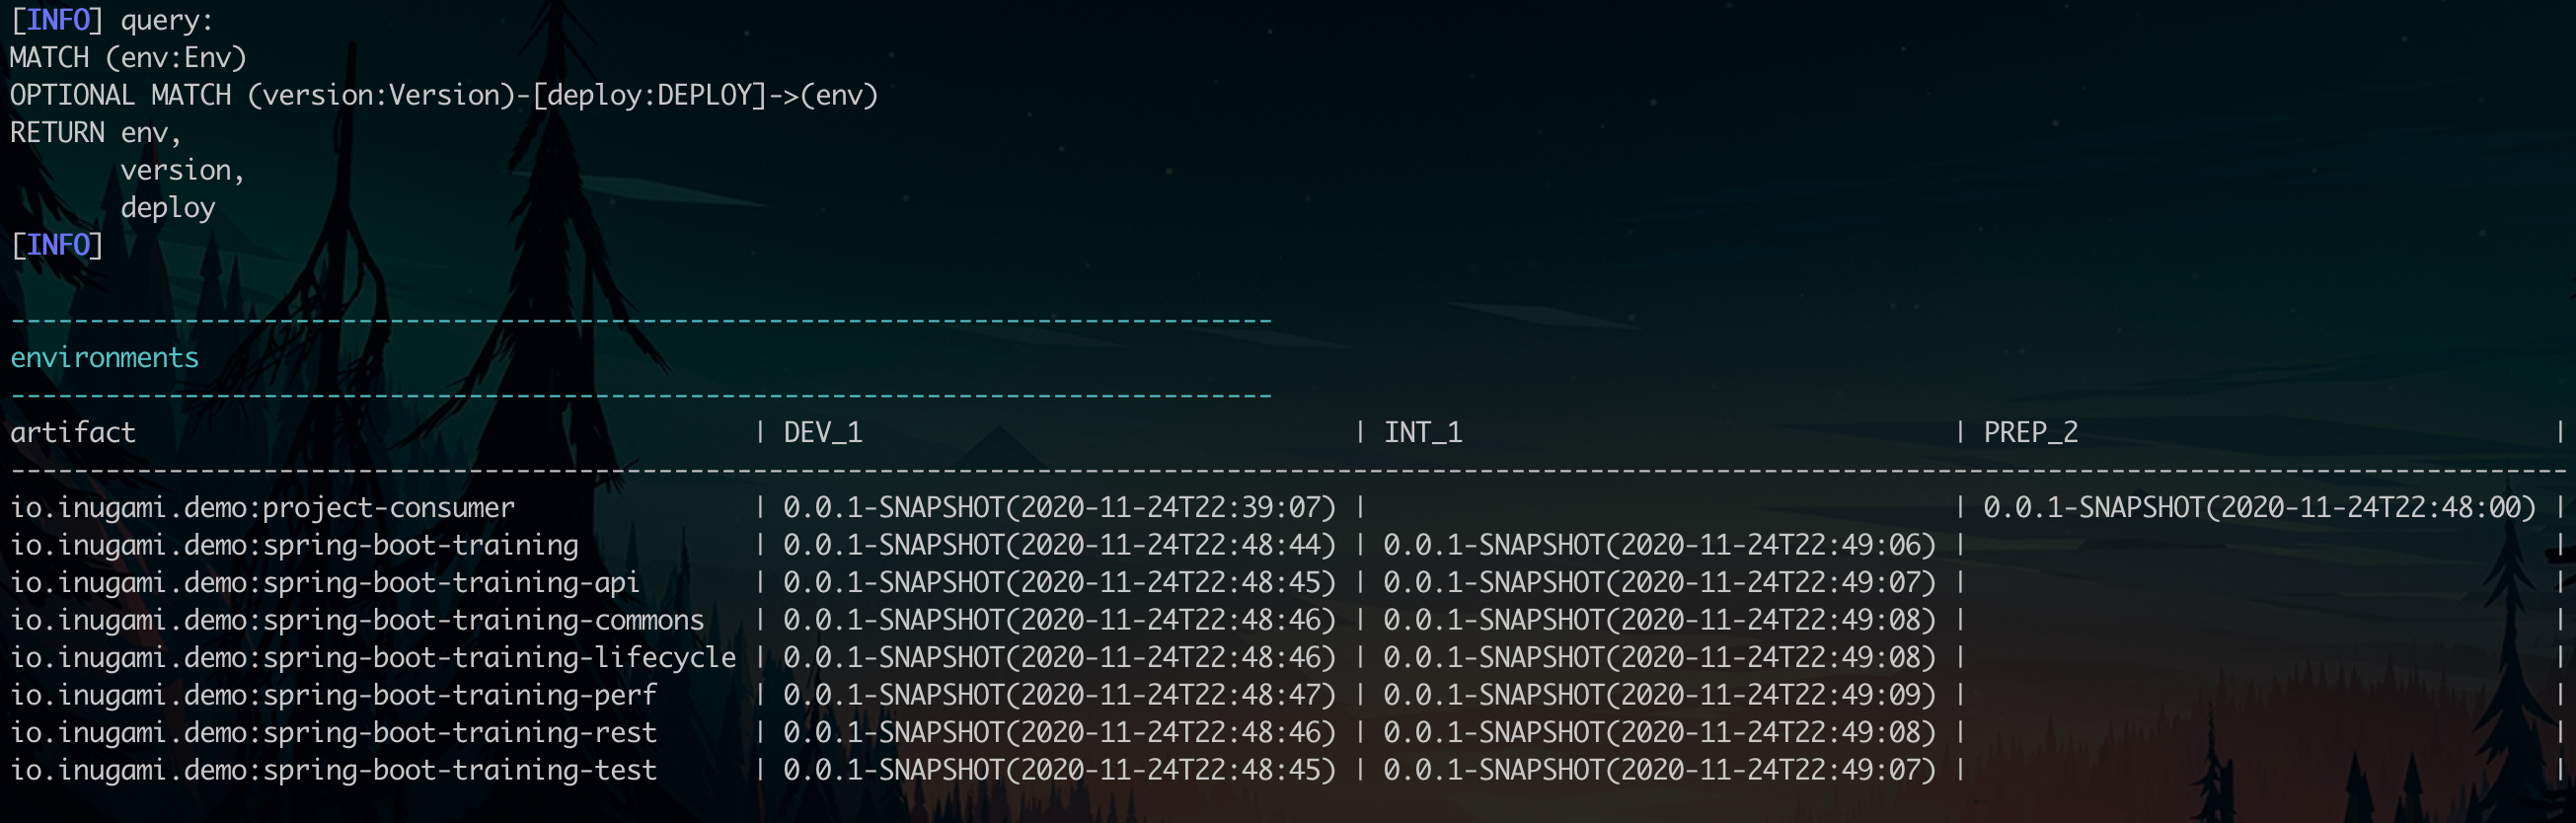 [INFO] query:
MATCH (env:Env)
OPTIONAL MATCH (version:Version)-[deploy:DEPLOY]->(env)
RETURN env,
       version,
       deploy
[INFO]
--------------------------------------------------------------------------------
environments
--------------------------------------------------------------------------------
artifact                                       | DEV_1                               | INT_1                               | PREP_2                              |
------------------------------------------------------------------------------------------------------------------------------------------------------------------
io.inugami.demo:project-consumer               | 0.0.1-SNAPSHOT(2020-11-24T22:39:07) |                                     | 0.0.1-SNAPSHOT(2020-11-24T22:48:00) |
io.inugami.demo:spring-boot-training           | 0.0.1-SNAPSHOT(2020-11-24T22:48:44) | 0.0.1-SNAPSHOT(2020-11-24T22:49:06) |                                     |
io.inugami.demo:spring-boot-training-api       | 0.0.1-SNAPSHOT(2020-11-24T22:48:45) | 0.0.1-SNAPSHOT(2020-11-24T22:49:07) |                                     |
io.inugami.demo:spring-boot-training-commons   | 0.0.1-SNAPSHOT(2020-11-24T22:48:46) | 0.0.1-SNAPSHOT(2020-11-24T22:49:08) |                                     |
io.inugami.demo:spring-boot-training-lifecycle | 0.0.1-SNAPSHOT(2020-11-24T22:48:46) | 0.0.1-SNAPSHOT(2020-11-24T22:49:08) |                                     |
io.inugami.demo:spring-boot-training-perf      | 0.0.1-SNAPSHOT(2020-11-24T22:48:47) | 0.0.1-SNAPSHOT(2020-11-24T22:49:09) |                                     |
io.inugami.demo:spring-boot-training-rest      | 0.0.1-SNAPSHOT(2020-11-24T22:48:46) | 0.0.1-SNAPSHOT(2020-11-24T22:49:08) |                                     |
io.inugami.demo:spring-boot-training-test      | 0.0.1-SNAPSHOT(2020-11-24T22:48:45) | 0.0.1-SNAPSHOT(2020-11-24T22:49:07) |                                     |